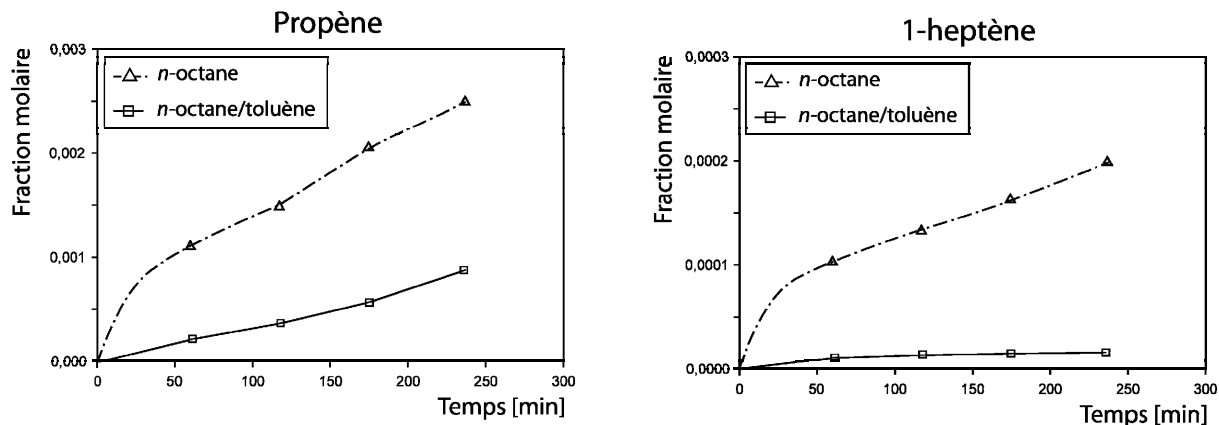 Propène
Fraction molaire
0,003
0,002
0,001
0,000
n-octane
n-octane/toluène
0 50 100 150 200 250 300
Temps [min]
1-heptène
Fraction molaire
0,0003
0,0002
0,0001
0,0000
n-octane
n-octane/toluène
0 50 100 150 200 250 300
Temps [min]